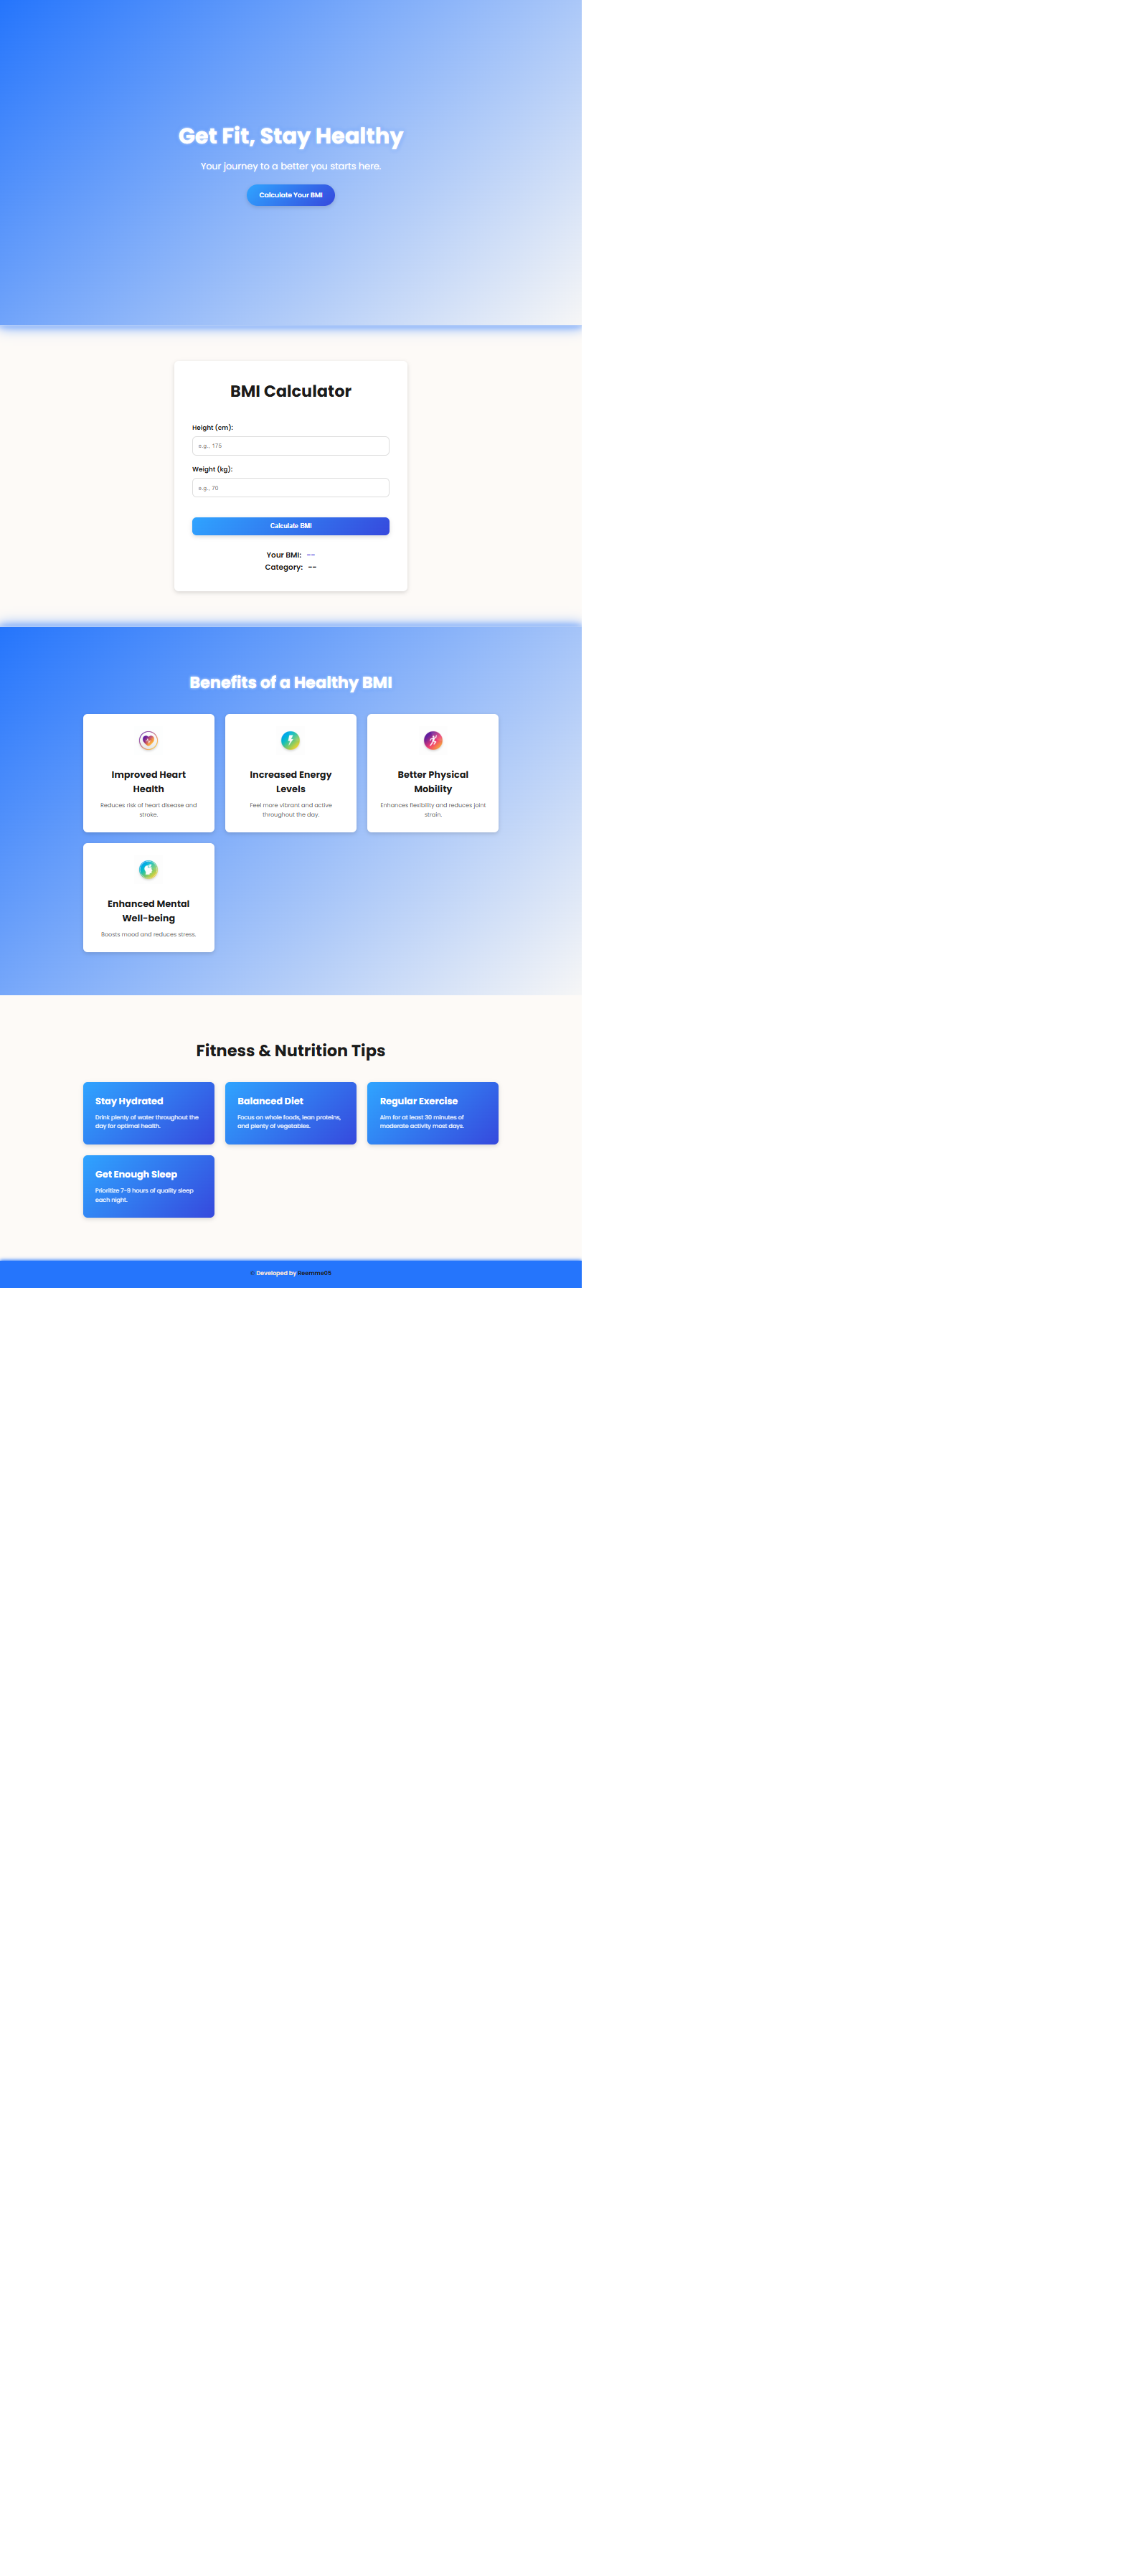 Get Fit, Stay Healthy
Your journey to a better you starts here.
Calculate Your BMI
BMI Calculator
Height (cm):
e.g., 175
Weight (kg):
e.g., 70
Calculate BMI
Your BMI: --
Category: --
Benefits of a Healthy BMI
Improved Heart
Health
Reduces risk of heart disease and
stroke.
Increased Energy
Levels
Feel more vibrant and active
throughout the day.
Better Physical
Mobility
Enhances flexibility and reduces joint
strain.
Enhanced Mental
Well-being
Boosts mood and reduces stress.
Fitness & Nutrition Tips
Stay Hydrated
Drink plenty of water throughout the
day for optimal health.
Balanced Diet
Focus on whole foods, lean proteins,
and plenty of vegetables.
Regular Exercise
Aim for at least 30 minutes of
moderate activity most days.
Get Enough Sleep
Prioritize 7-9 hours of quality sleep
each night.
© Developed by Reemma05